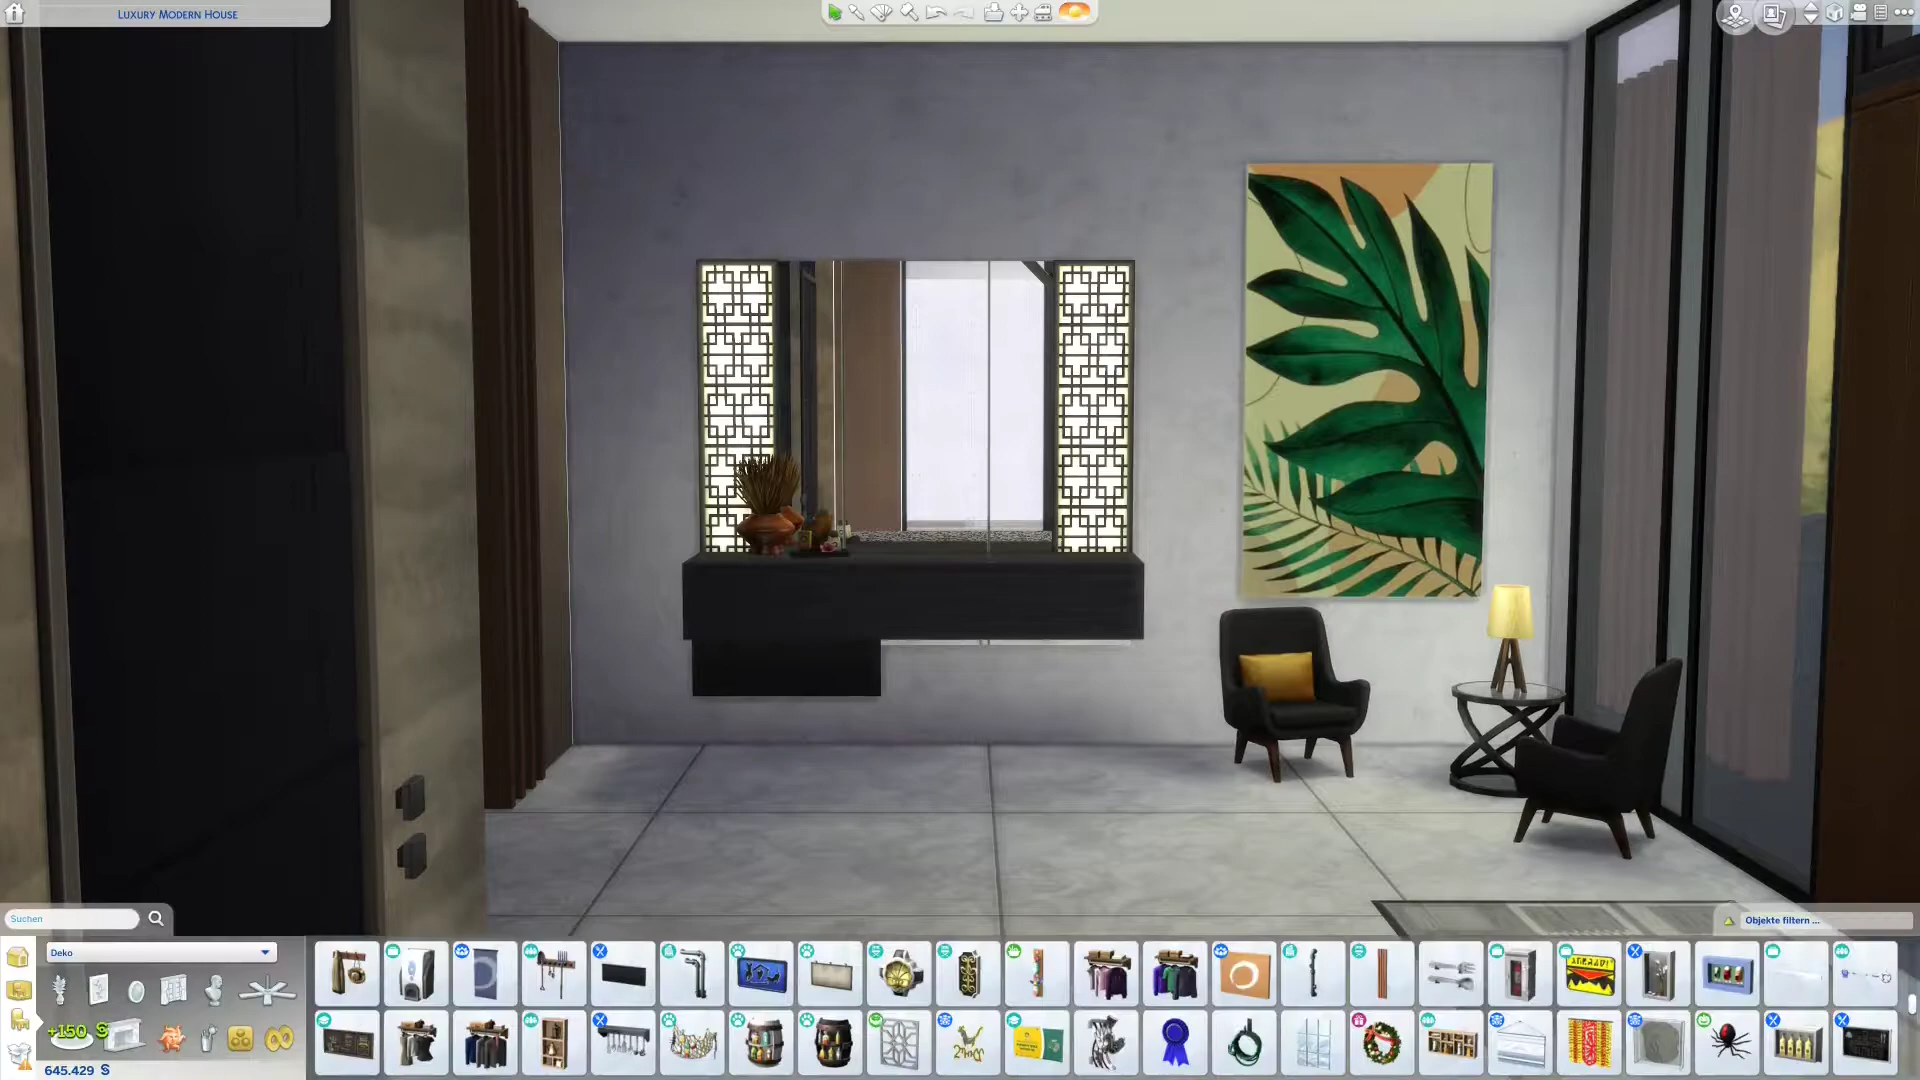 Luxury Modern House
Suchen
Objekte filtern ...
Deko
+150 §
645.429 §